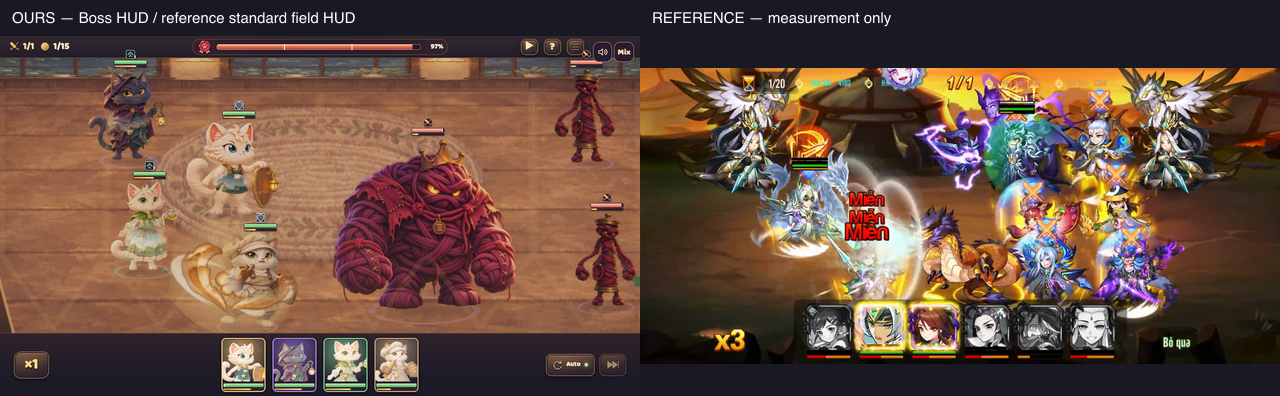 OURS — Boss HUD / reference standard field HUD
REFERENCE — measurement only
1/1 1/15
97%
?
Mix
1/20
1/1
Miễn
Miễn
Miễn
x1
Auto
x3
Bỏ qua